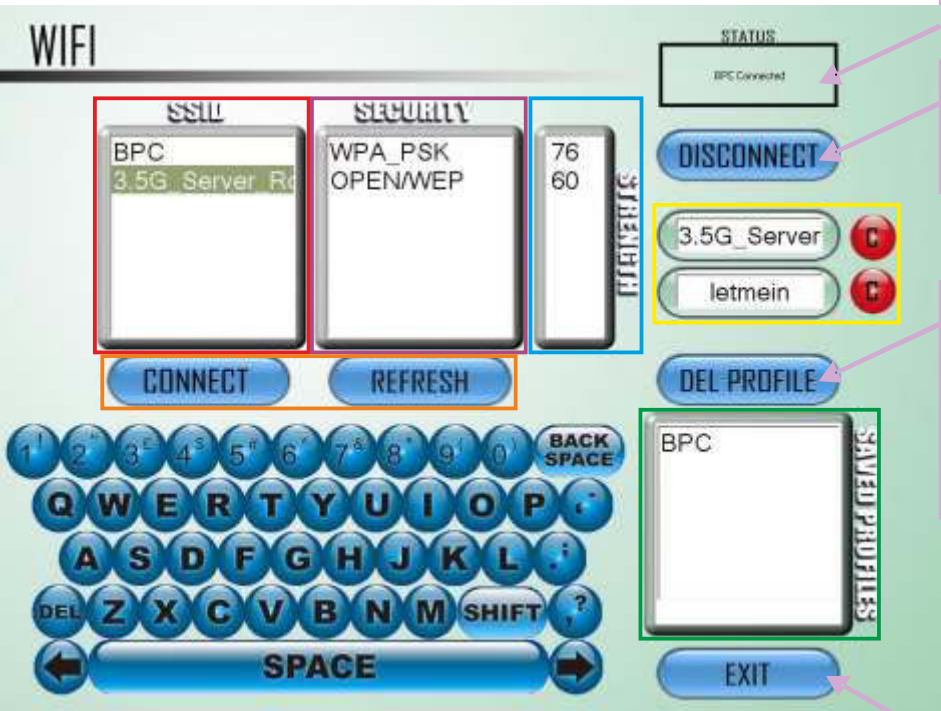 WIFI
STATUS
BPC Connected
SSID
SECURITY
STRENGTH
BPC WPA_PSK 76
3.5G_Server_Ro OPEN/WEP 60
DISCONNECT
3.5G_Server C
letmein C
CONNECT
REFRESH
DEL PROFILE
BPC
SAVED PROFILES
1 ! 2 " 3 £ 4 $ 5 # 6 ^ 7 & 8 * 9 ( 0 ) BACK SPACE
Q W E R T Y U I O P
A S D F G H J K L ; :
DEL Z X C V B N M SHIFT , ?
SPACE
EXIT